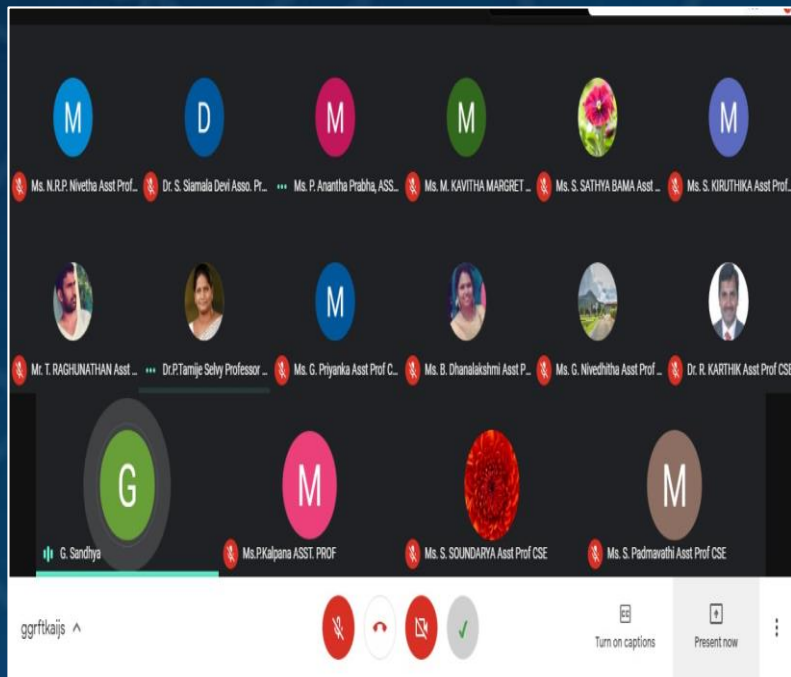 M D M M M
Ms. N.R.P. Nivetha Asst Prof... Dr. S. Siamala Devi Asso. Pr... Ms. P. Anantha Prabha, ASS... Ms. M. KAVITHA MARGRET ... Ms. S. SATHYA BAMA Asst ... Ms. S. KIRUTHIKA Asst Prof...
M
Mr. T. RAGHUNATHAN Asst ... Dr.P.Tamije Selvy Professor ... Ms. G. Priyanka Asst Prof C... Ms. B. Dhanalakshmi Asst P... Ms. G. Nivedhitha Asst Prof ... Dr. R. KARTHIK Asst Prof CSE
G M M
G. Sandhya Ms.P.Kalpana ASST. PROF Ms. S. SOUNDARYA Asst Prof CSE Ms. S. Padmavathi Asst Prof CSE
ggrftkaijs CC
Turn on captions Present now